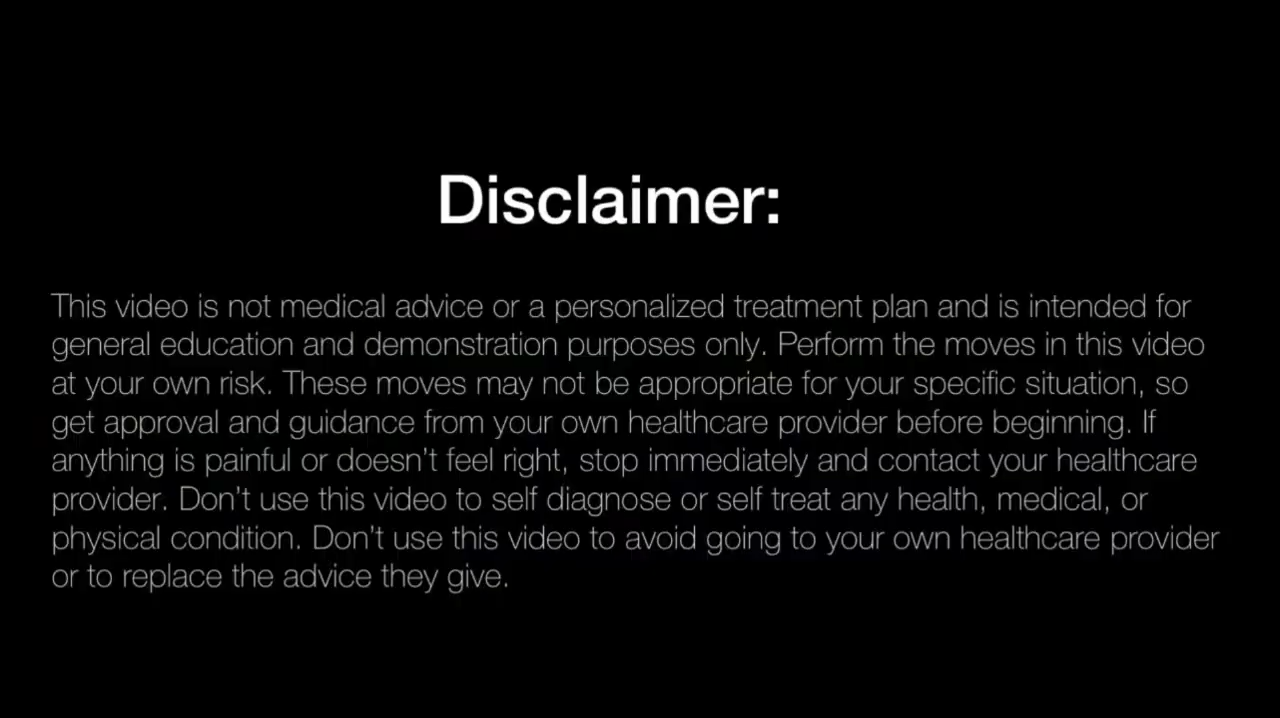 Disclaimer:
This video is not medical advice or a personalized treatment plan and is intended for
general education and demonstration purposes only. Perform the moves in this video
at your own risk. These moves may not be appropriate for your specific situation, so
get approval and guidance from your own healthcare provider before beginning. If
anything is painful or doesn't feel right, stop immediately and contact your healthcare
provider. Don't use this video to self diagnose or self treat any health, medical, or
physical condition. Don't use this video to avoid going to your own healthcare provider
or to replace the advice they give.